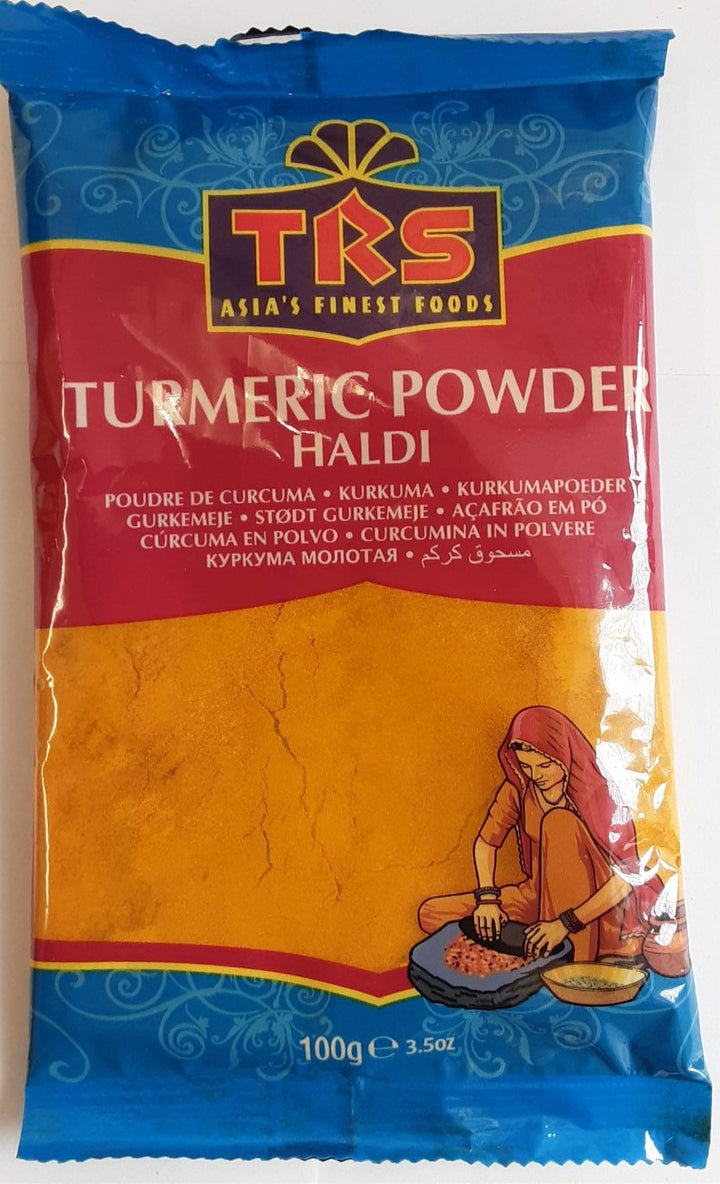 TRS
ASIA'S FINEST FOODS
TURMERIC POWDER
HALDI
POUDRE DE CURCUMA • KURKUMA • KURKUMAPOEDER
GURKEMEJE • STØDT GURKEMEJE • AÇAFRÃO EM PÓ
CÚRCUMA EN POLVO • CURCUMINA IN POLVERE
КУРКУМА МОЛОТАЯ • مسحوق كركم
100g ℮ 3.5oz